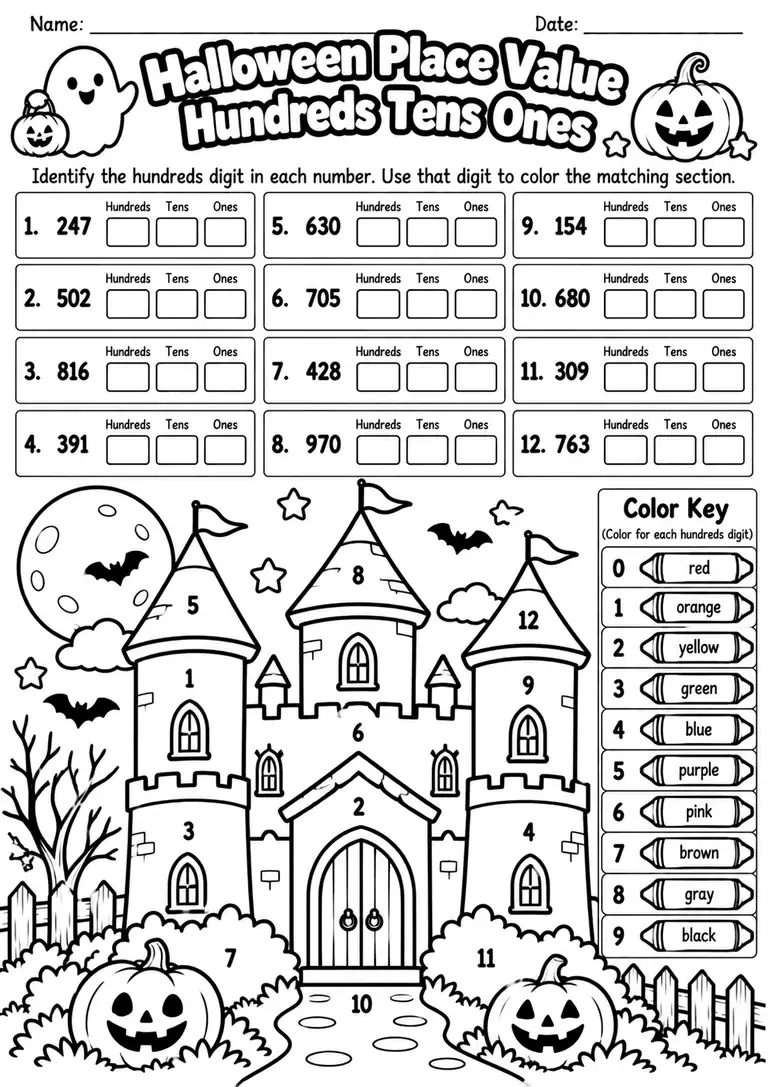 Name: ____________ Date: ____________
Halloween Place Value
Hundreds Tens Ones
Identify the hundreds digit in each number. Use that digit to color the matching section.
1. 247 Hundreds Tens Ones
2. 502 Hundreds Tens Ones
3. 816 Hundreds Tens Ones
4. 391 Hundreds Tens Ones
5. 630 Hundreds Tens Ones
6. 705 Hundreds Tens Ones
7. 428 Hundreds Tens Ones
8. 970 Hundreds Tens Ones
9. 154 Hundreds Tens Ones
10. 680 Hundreds Tens Ones
11. 309 Hundreds Tens Ones
12. 763 Hundreds Tens Ones
8
5
12
1
9
6
2
3
4
7
11
10
Color Key
(Color for each hundreds digit)
0 red
1 orange
2 yellow
3 green
4 blue
5 purple
6 pink
7 brown
8 gray
9 black